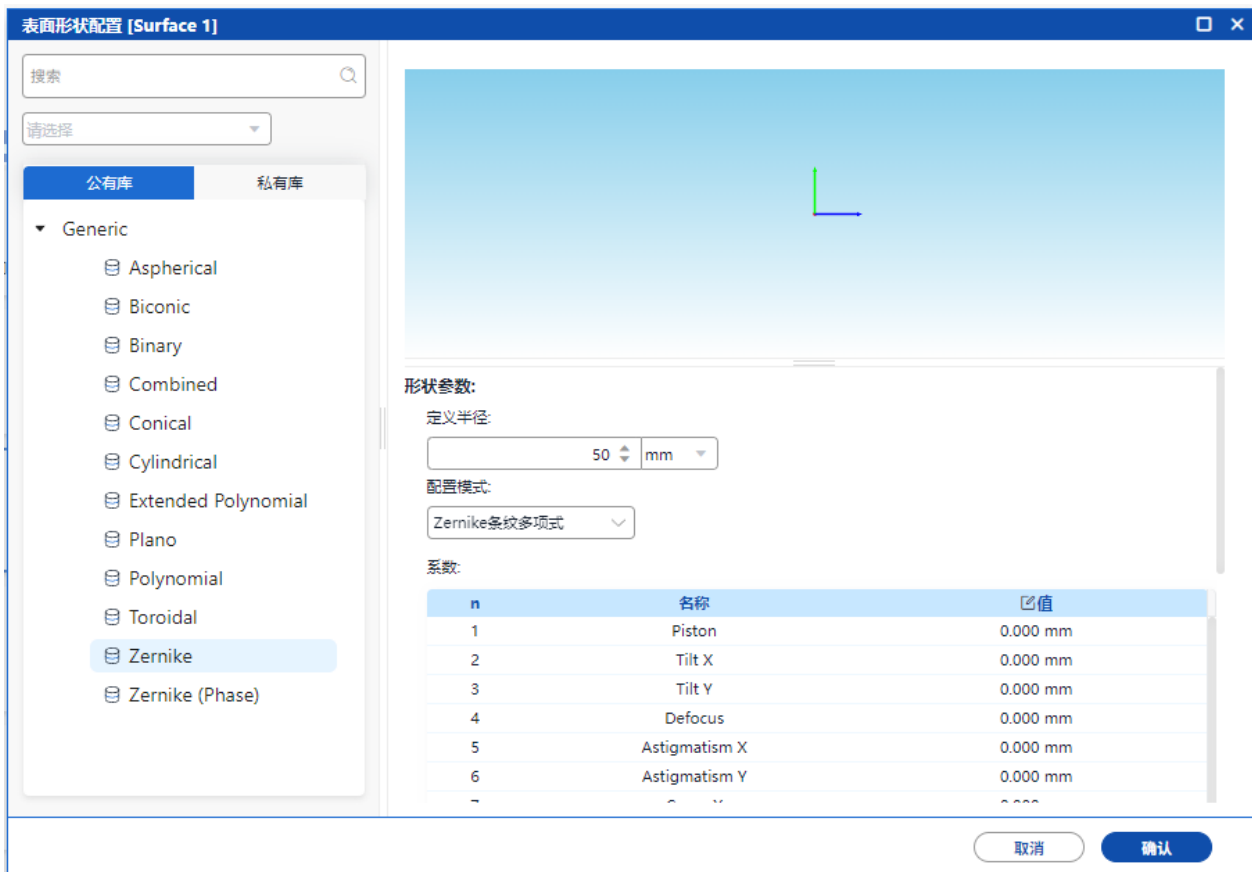 表面形状配置 [Surface 1]
搜索
请选择
公有库 私有库
Generic
Aspherical
Biconic
Binary
Combined
Conical
Cylindrical
Extended Polynomial
Plano
Polynomial
Toroidal
Zernike
Zernike (Phase)
形状参数:
定义半径:
50 mm
配置模式:
Zernike条纹多项式
系数:
n 名称 值
1 Piston 0.000 mm
2 Tilt X 0.000 mm
3 Tilt Y 0.000 mm
4 Defocus 0.000 mm
5 Astigmatism X 0.000 mm
6 Astigmatism Y 0.000 mm
取消 确认